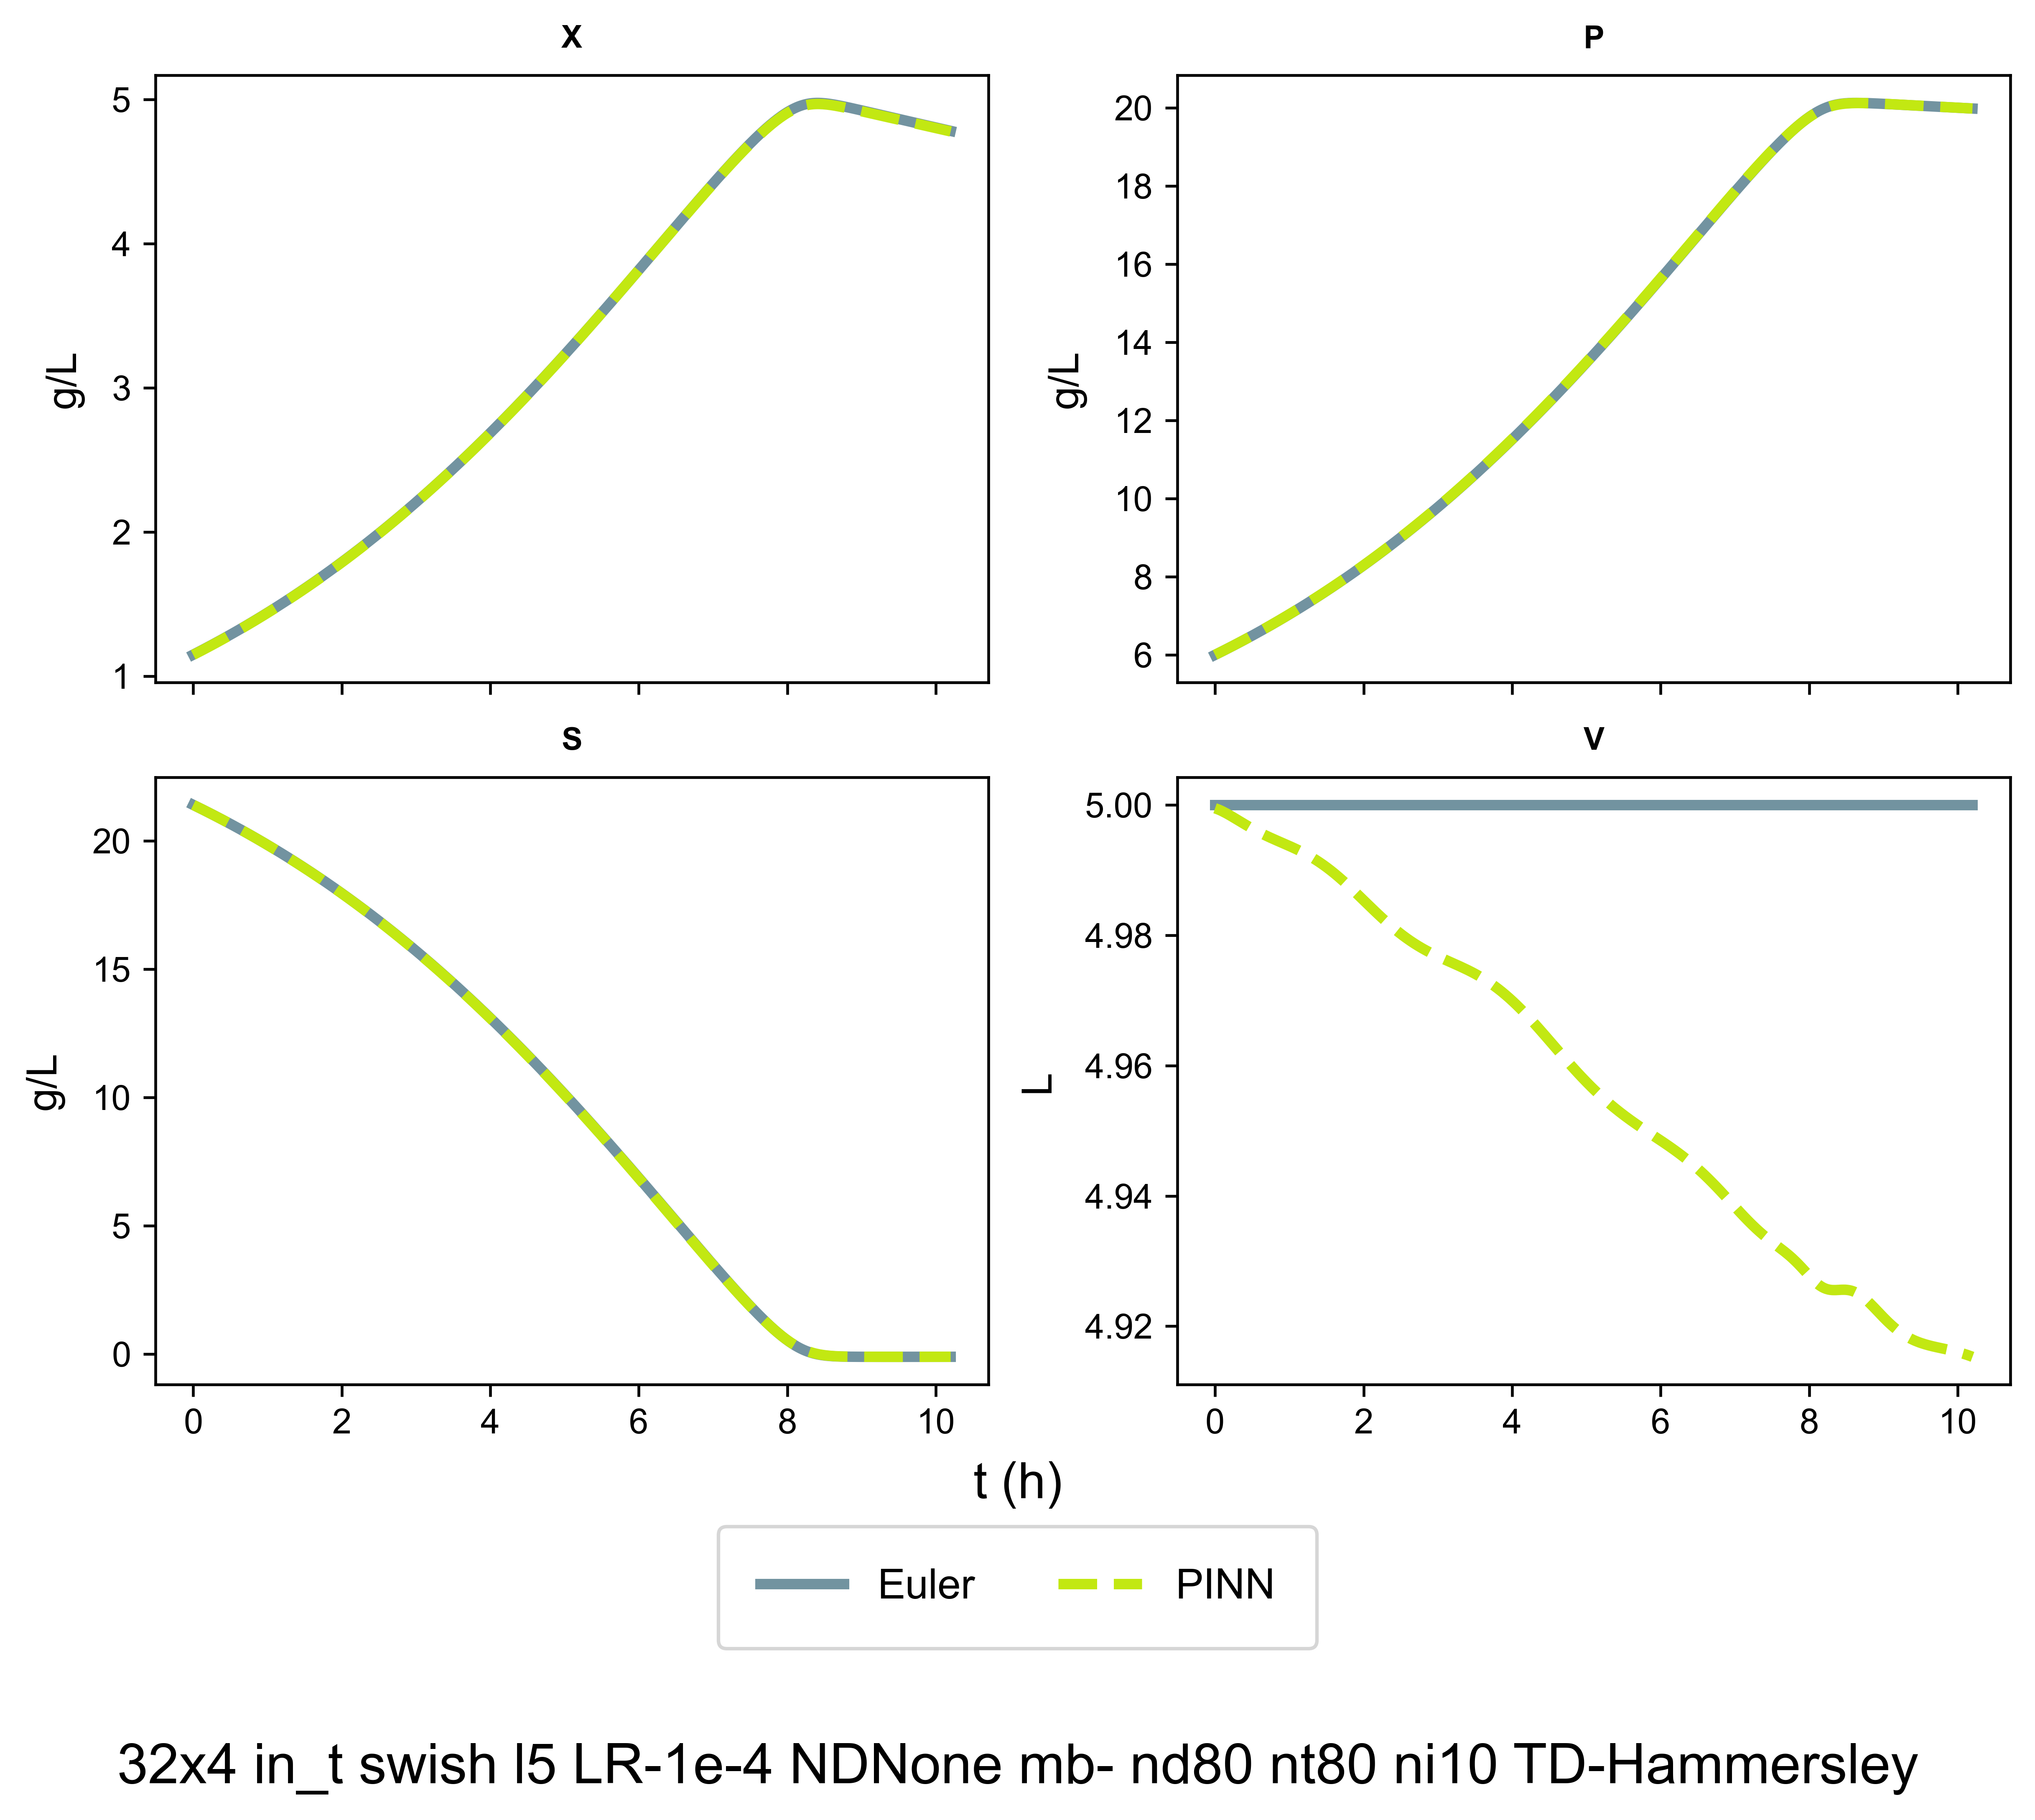 X
5
4
3
2
1
g/L
P
20
18
16
14
12
10
8
6
g/L
S
20
15
10
5
0
g/L
0 2 4 6 8 10
V
5.00
4.98
4.96
4.94
4.92
L
0 2 4 6 8 10
t (h)
Euler PINN
32x4 in_t swish l5 LR-1e-4 NDNone mb- nd80 nt80 ni10 TD-Hammersley